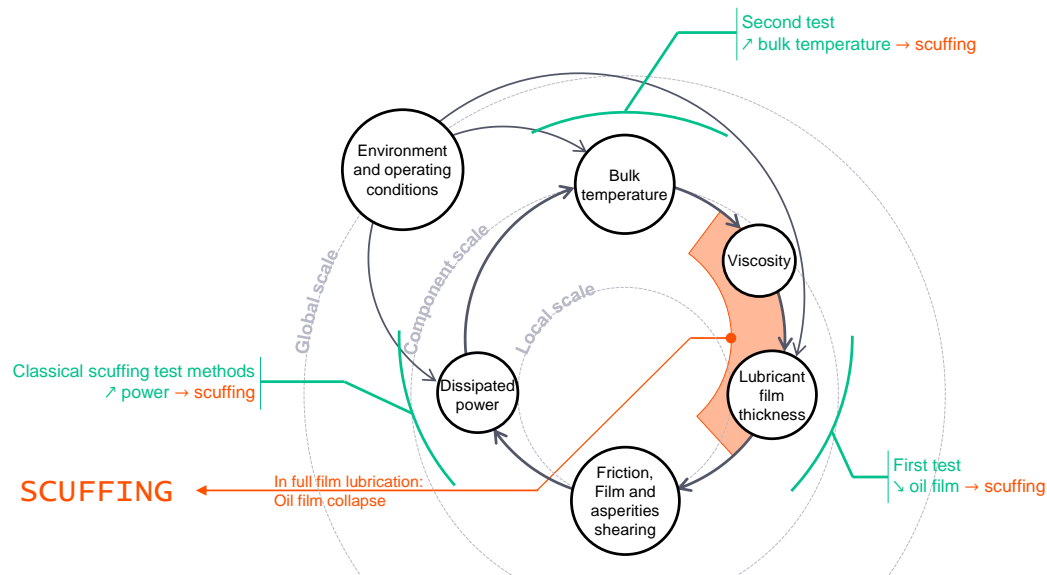 Second test
↗ bulk temperature → scuffing
Environment
and operating
conditions
Bulk
temperature
Viscosity
Global scale
Component scale
Local scale
Classical scuffing test methods
↗ power → scuffing
Dissipated
power
Lubricant
film
thickness
First test
↘ oil film → scuffing
SCUFFING
In full film lubrication:
Oil film collapse
Friction,
Film and
asperities
shearing